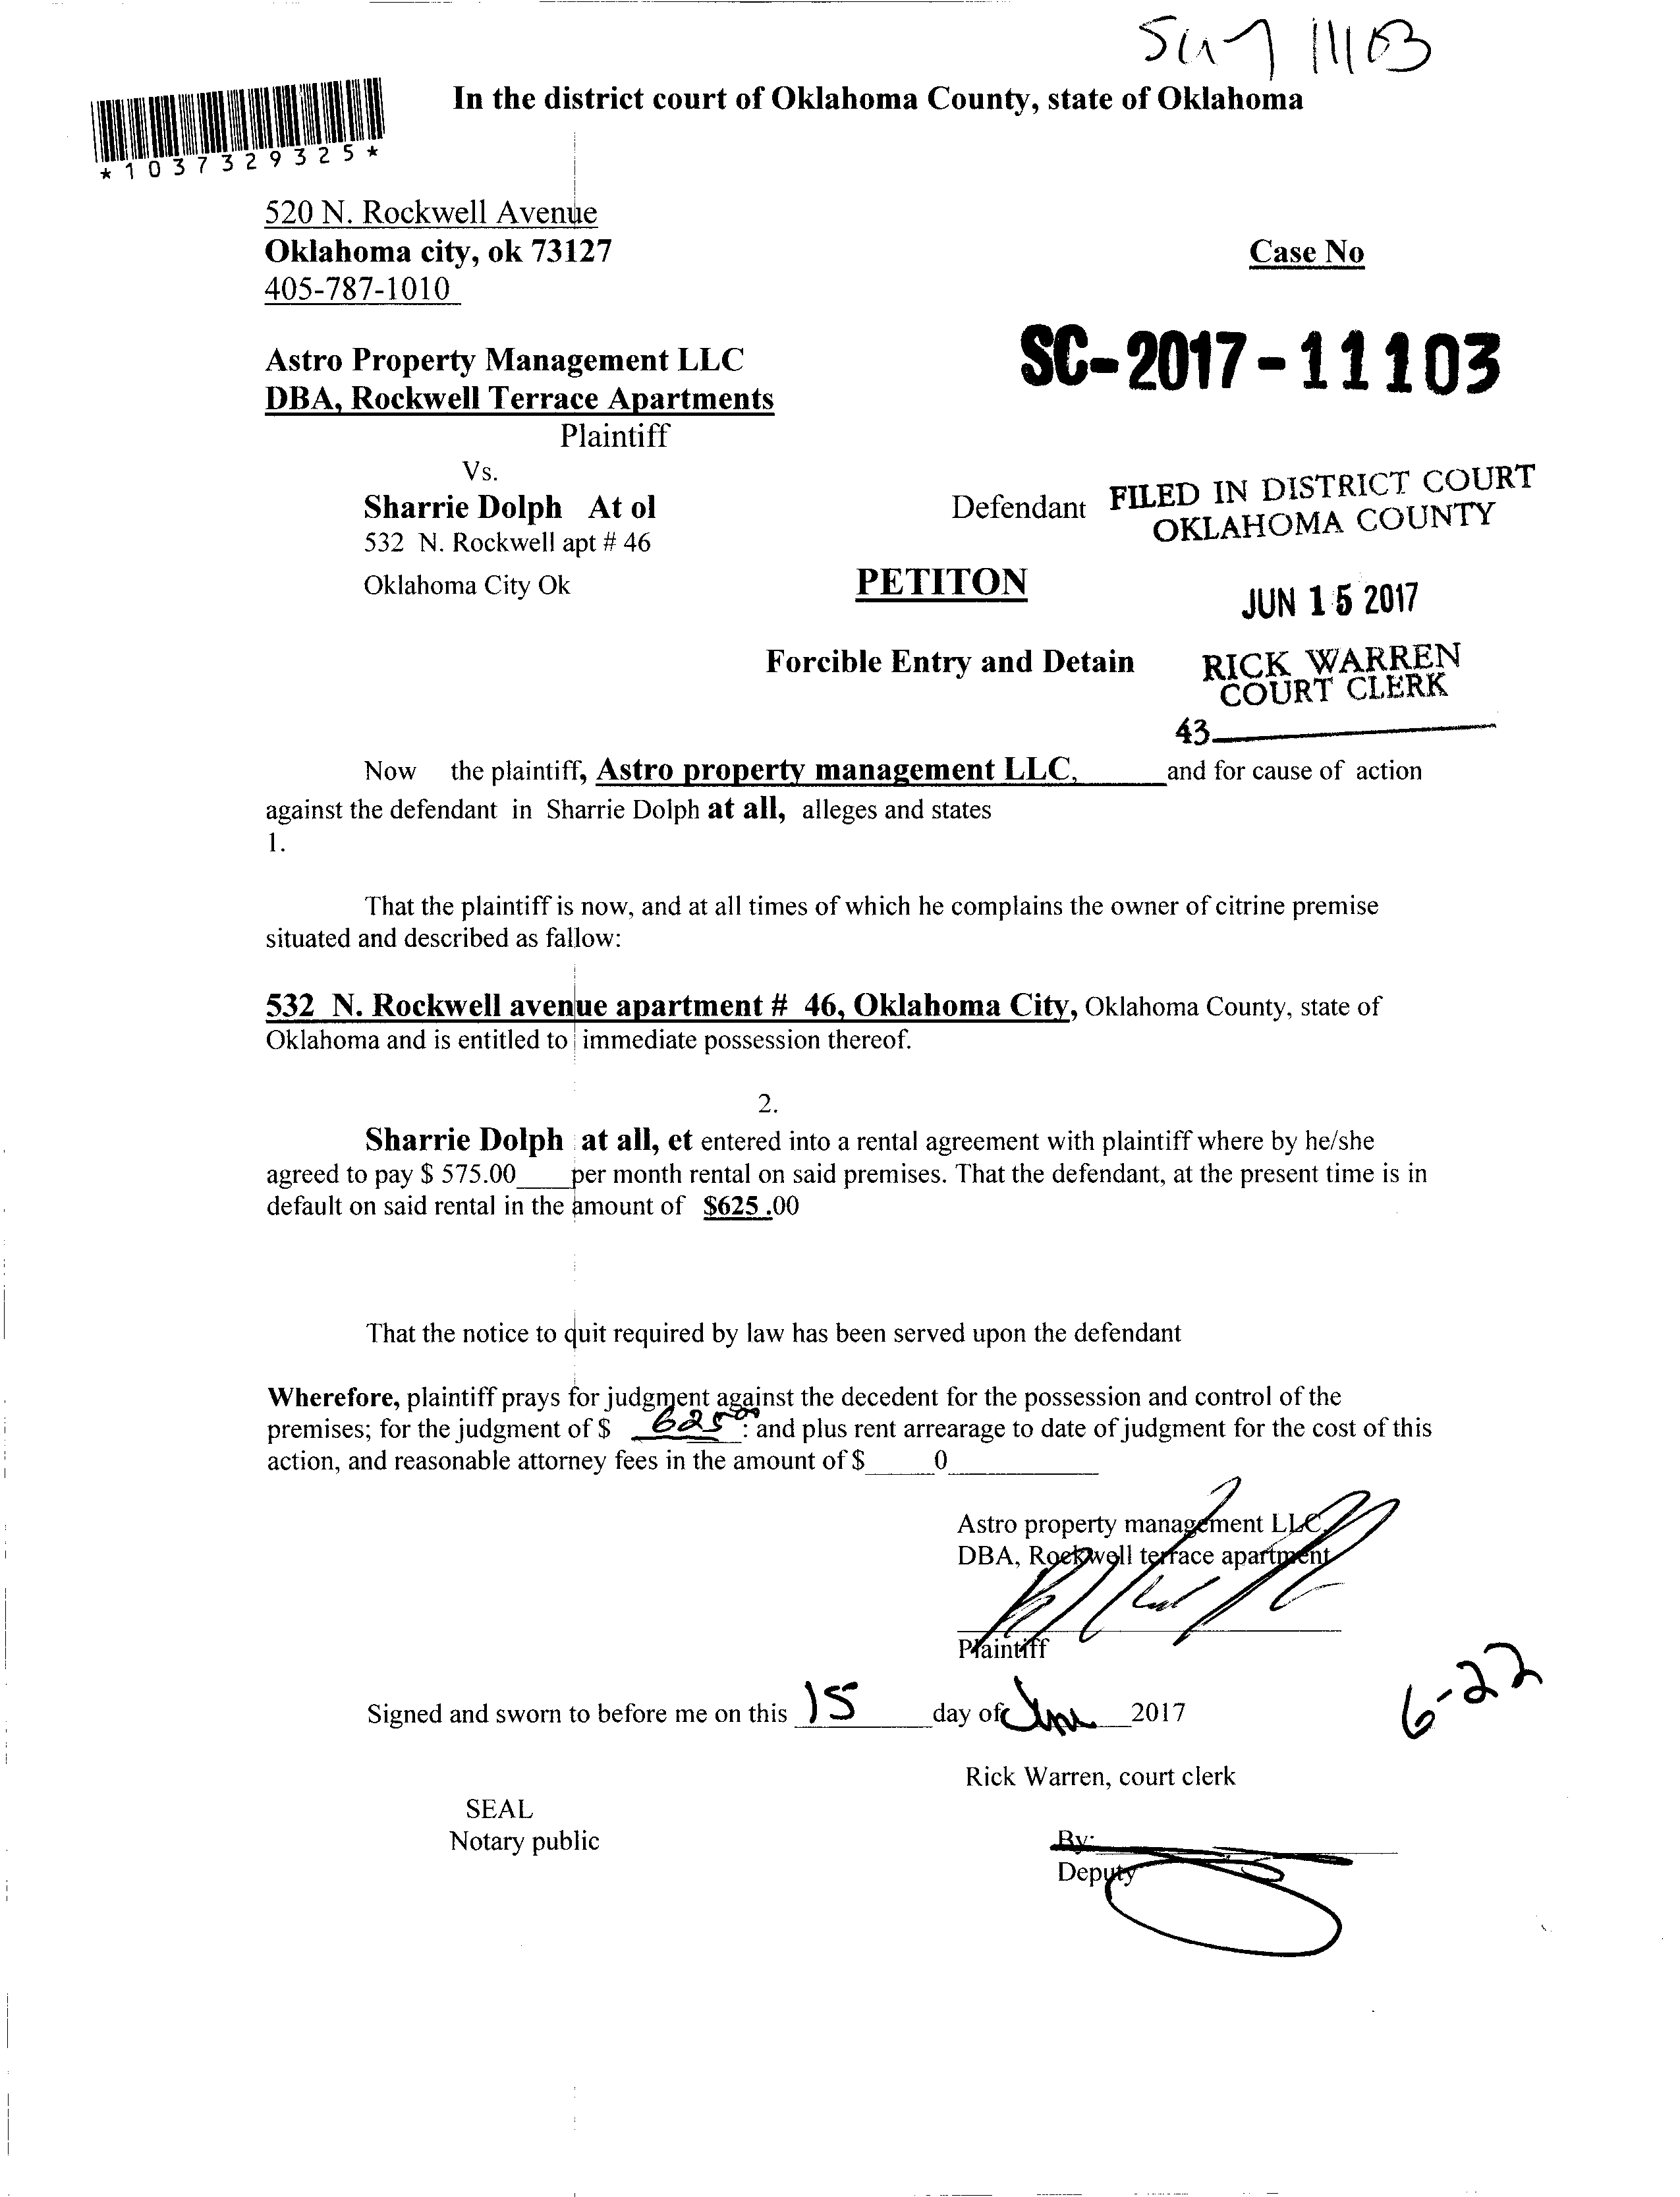 SC17 11103
In the district court of Oklahoma County, state of Oklahoma
*1037329325*
520 N. Rockwell Avenue
Oklahoma city, ok 73127
405-787-1010
Case No
SC-2017-11103
Astro Property Management LLC
DBA, Rockwell Terrace Apartments
Plaintiff
Vs.
Sharrie Dolph At ol
Defendant
532 N. Rockwell apt # 46
Oklahoma City Ok
FILED IN DISTRICT COURT
OKLAHOMA COUNTY
PETITON
JUN 15 2017
Forcible Entry and Detain
RICK WARREN
COURT CLERK
43
Now the plaintiff, Astro property management LLC, and for cause of action
against the defendant in Sharrie Dolph at all, alleges and states
1.
That the plaintiff is now, and at all times of which he complains the owner of citrine premise
situated and described as fallow:
532 N. Rockwell avenue apartment # 46, Oklahoma City, Oklahoma County, state of
Oklahoma and is entitled to immediate possession thereof.
2.
Sharrie Dolph at all, et entered into a rental agreement with plaintiff where by he/she
agreed to pay $ 575.00____per month rental on said premises. That the defendant, at the present time is in
default on said rental in the amount of $625 .00
That the notice to quit required by law has been served upon the defendant
Wherefore, plaintiff prays for judgment against the decedent for the possession and control of the
premises; for the judgment of $ 625.00 : and plus rent arrearage to date of judgment for the cost of this
action, and reasonable attorney fees in the amount of $ 0
Astro property management LLC,
DBA, Rockwell terrace apartment
Plaintiff
Signed and sworn to before me on this 15 day of June 2017
6-22
Rick Warren, court clerk
SEAL
Notary public
By:
Deputy